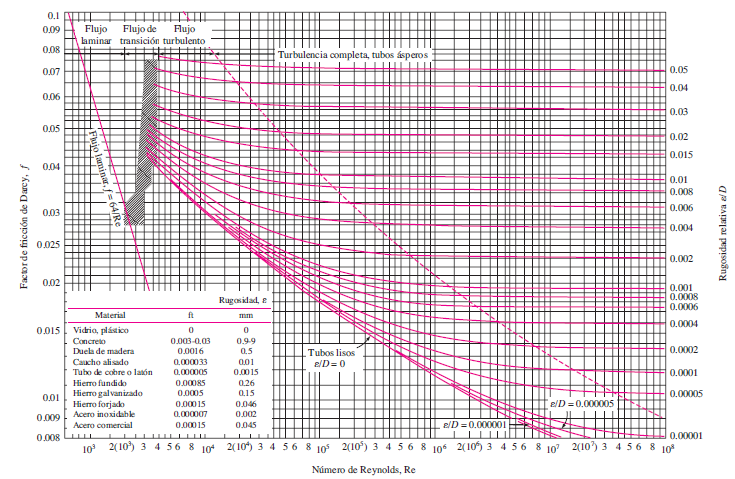 0.1
0.09
0.08
0.07
0.06
0.05
0.04
0.03
0.025
0.02
0.015
0.01
0.009
0.008
Factor de fricción de Darcy, f
Flujo laminar
Flujo de transición
Flujo turbulento
Turbulencia completa, tubos ásperos
Flujo laminar, f = 64/Re
Rugosidad, ε
Material ft mm
Vidrio, plástico 0 0
Concreto 0.003-0.03 0.9-9
Duela de madera 0.0016 0.5
Caucho alisado 0.000033 0.01
Tubo de cobre o latón 0.000005 0.0015
Hierro fundido 0.00085 0.26
Hierro galvanizado 0.0005 0.15
Hierro forjado 0.00015 0.046
Acero inoxidable 0.000007 0.002
Acero comercial 0.00015 0.045
Tubos lisos
ε/D = 0
ε/D = 0.000005
ε/D = 0.000001
0.05
0.04
0.03
0.02
0.015
0.01
0.008
0.006
0.004
0.002
0.001
0.0008
0.0006
0.0004
0.0002
0.0001
0.00005
0.00001
Rugosidad relativa ε/D
10³ 2(10³) 3 4 5 6 8 10⁴ 2(10⁴) 3 4 5 6 8 10⁵ 2(10⁵) 3 4 5 6 8 10⁶ 2(10⁶) 3 4 5 6 8 10⁷ 2(10⁷) 3 4 5 6 8 10⁸
Número de Reynolds, Re